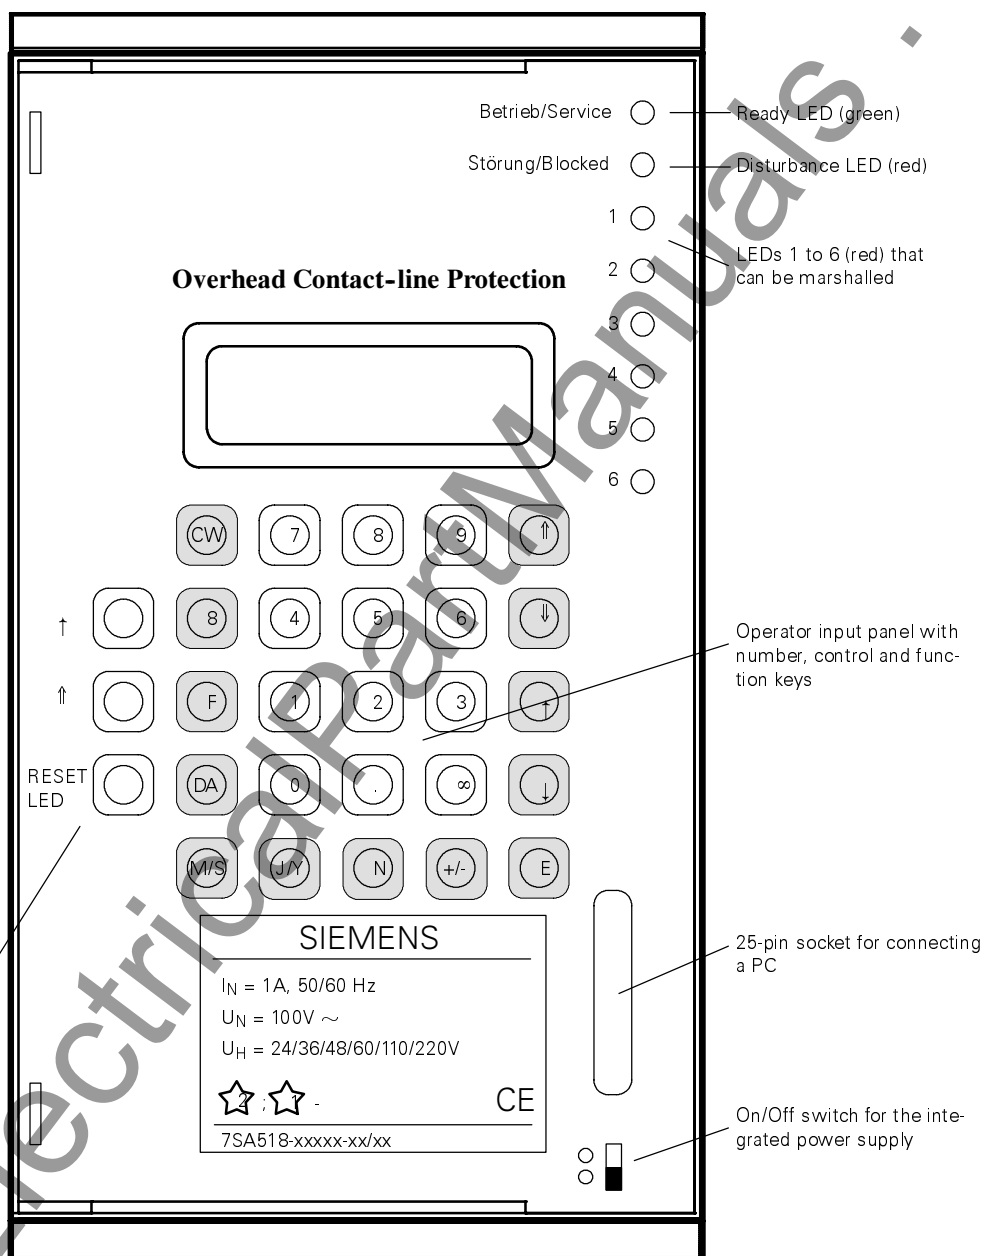 Betrieb/Service
Ready LED (green)
Störung/Blocked
Disturbance LED (red)
1
LEDs 1 to 6 (red) that
can be marshalled
2
Overhead Contact-line Protection
3
4
5
6
CW 7 8 9 ⇑
↑ 8 4 5 6 ⇓
Operator input panel with
number, control and func-
tion keys
⇑ F 1 2 3 ↑
RESET
LED
DA 0 . ∞ ↓
M/S J/Y N +/- E
SIEMENS
25-pin socket for connecting
a PC
IN = 1A, 50/60 Hz
UN = 100V ~
UH = 24/36/48/60/110/220V
2 ; 1 -
CE
7SA518-xxxxx-xx/xx
On/Off switch for the inte-
grated power supply
ElectricalPartManuals .